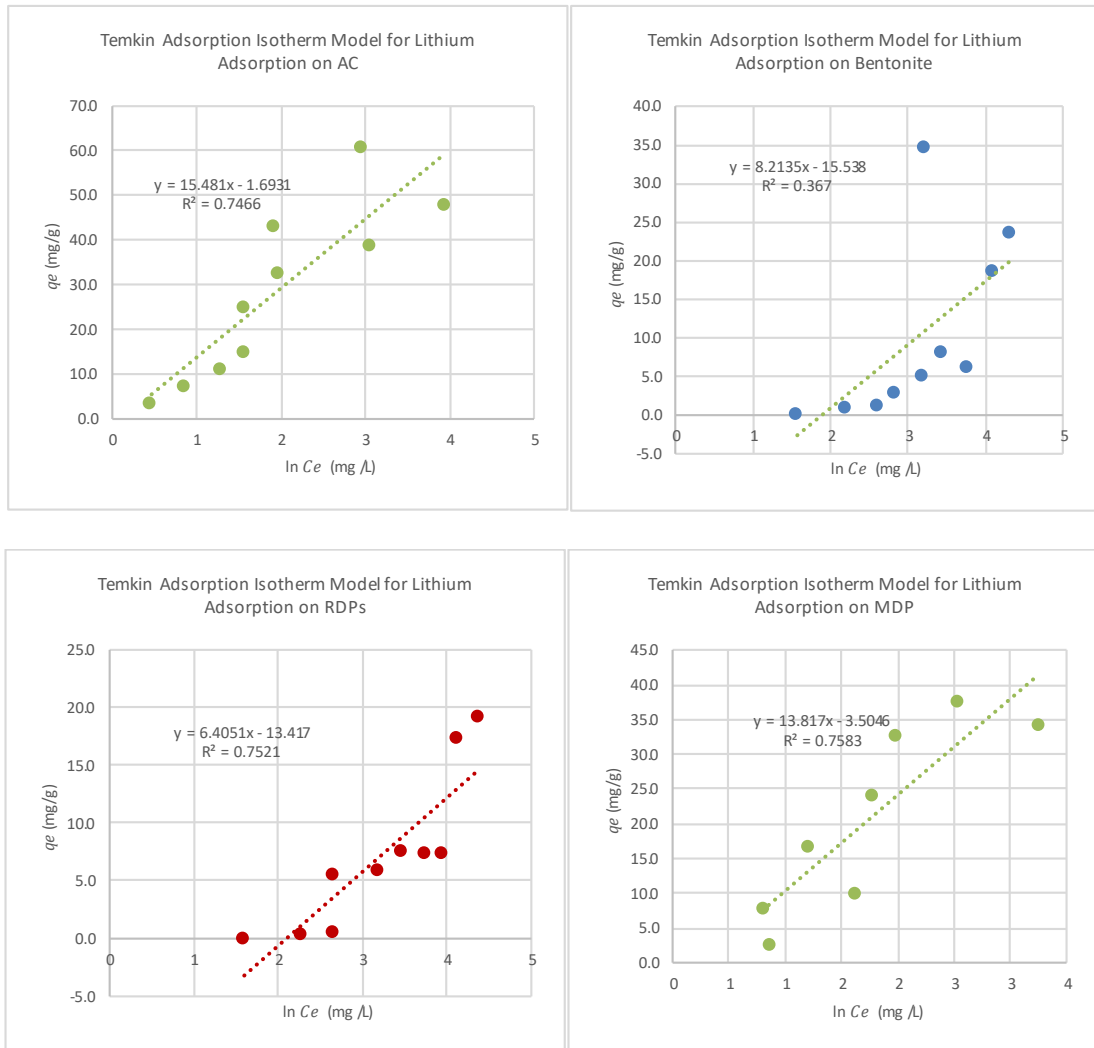 Temkin Adsorption Isotherm Model for Lithium
Adsorption on AC
70.0
60.0
50.0
40.0
30.0
20.0
10.0
0.0
qe (mg/g)
y = 15.481x - 1.6931
R² = 0.7466
0 1 2 3 4 5
ln Ce (mg /L)
Temkin Adsorption Isotherm Model for Lithium
Adsorption on Bentonite
40.0
35.0
30.0
25.0
20.0
15.0
10.0
5.0
0.0
-5.0
qe (mg/g)
y = 8.2135x - 15.538
R² = 0.367
0 1 2 3 4 5
ln Ce (mg /L)
Temkin Adsorption Isotherm Model for Lithium
Adsorption on RDPs
25.0
20.0
15.0
10.0
5.0
0.0
-5.0
qe (mg/g)
y = 6.4051x - 13.417
R² = 0.7521
0 1 2 3 4 5
ln Ce (mg /L)
Temkin Adsorption Isotherm Model for Lithium
Adsorption on MDP
45.0
40.0
35.0
30.0
25.0
20.0
15.0
10.0
5.0
0.0
qe (mg/g)
y = 13.817x - 3.5046
R² = 0.7583
0 1 1 2 2 3 3 4
ln Ce (mg /L)